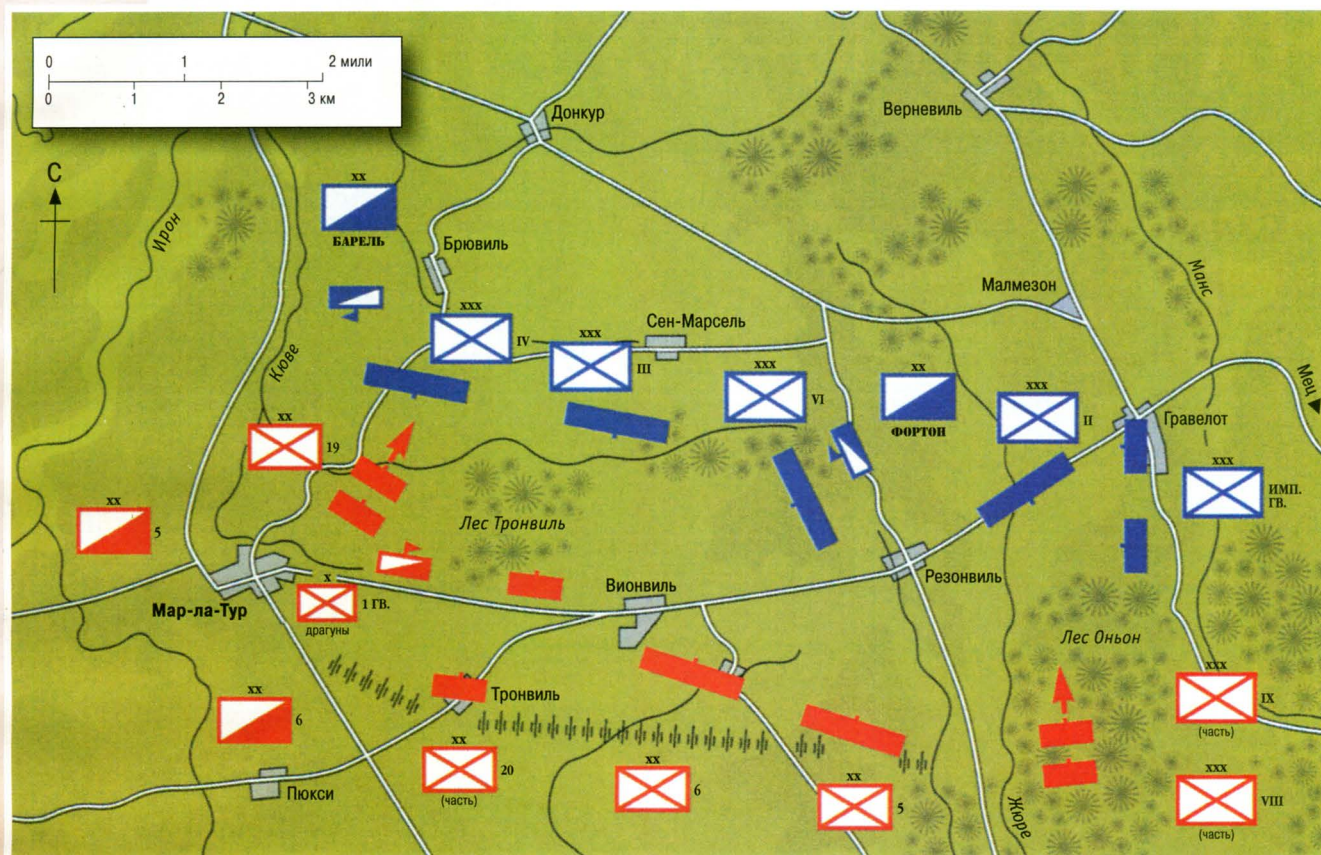 0 1 2 мили
0 1 2 3 км
С
Ирон
Кюве
Донкур
Верневиль
xx
БАРЕЛЬ
Брювиль
Манс
Малмезон
xxx
IV
Сен-Марсель
xxx
III
xxx
VI
xx
ФОРТОН
xxx
II
Мец
Гравелот
xxx
ИМП.
ГВ.
xx
19
xx
5
Лес Тронвиль
Мар-ла-Тур
x
1 ГВ.
драгуны
Вионвиль
Резонвиль
Лес Оньон
xx
6
Тронвиль
xxx
IX
(часть)
Пюкси
xx
20
(часть)
xx
6
xx
5
Жюре
xxx
VIII
(часть)